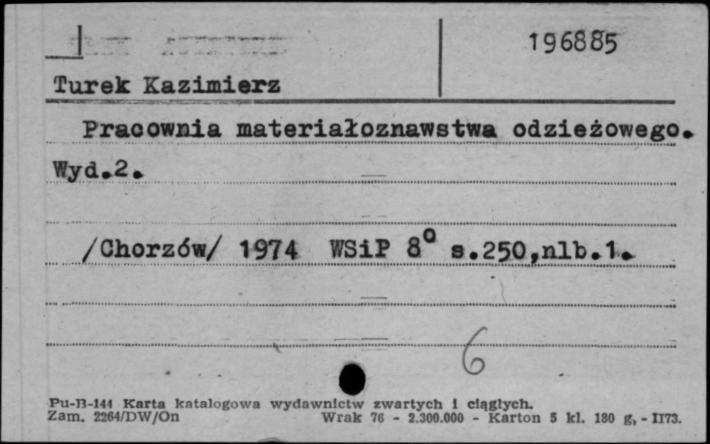 196885
Turek Kazimierz
Pracownia materiałoznawstwa odzieżowego.
Wyd.2.
/Chorzów/ 1974 WSiP 8° s.250,nlb.1.
6
Pu-B-144 Karta katalogowa wydawnictw zwartych i ciągłych.
Zam. 2264/DW/On Wrak 76 - 2.300.000 - Karton 5 kl. 180 g, - II73.